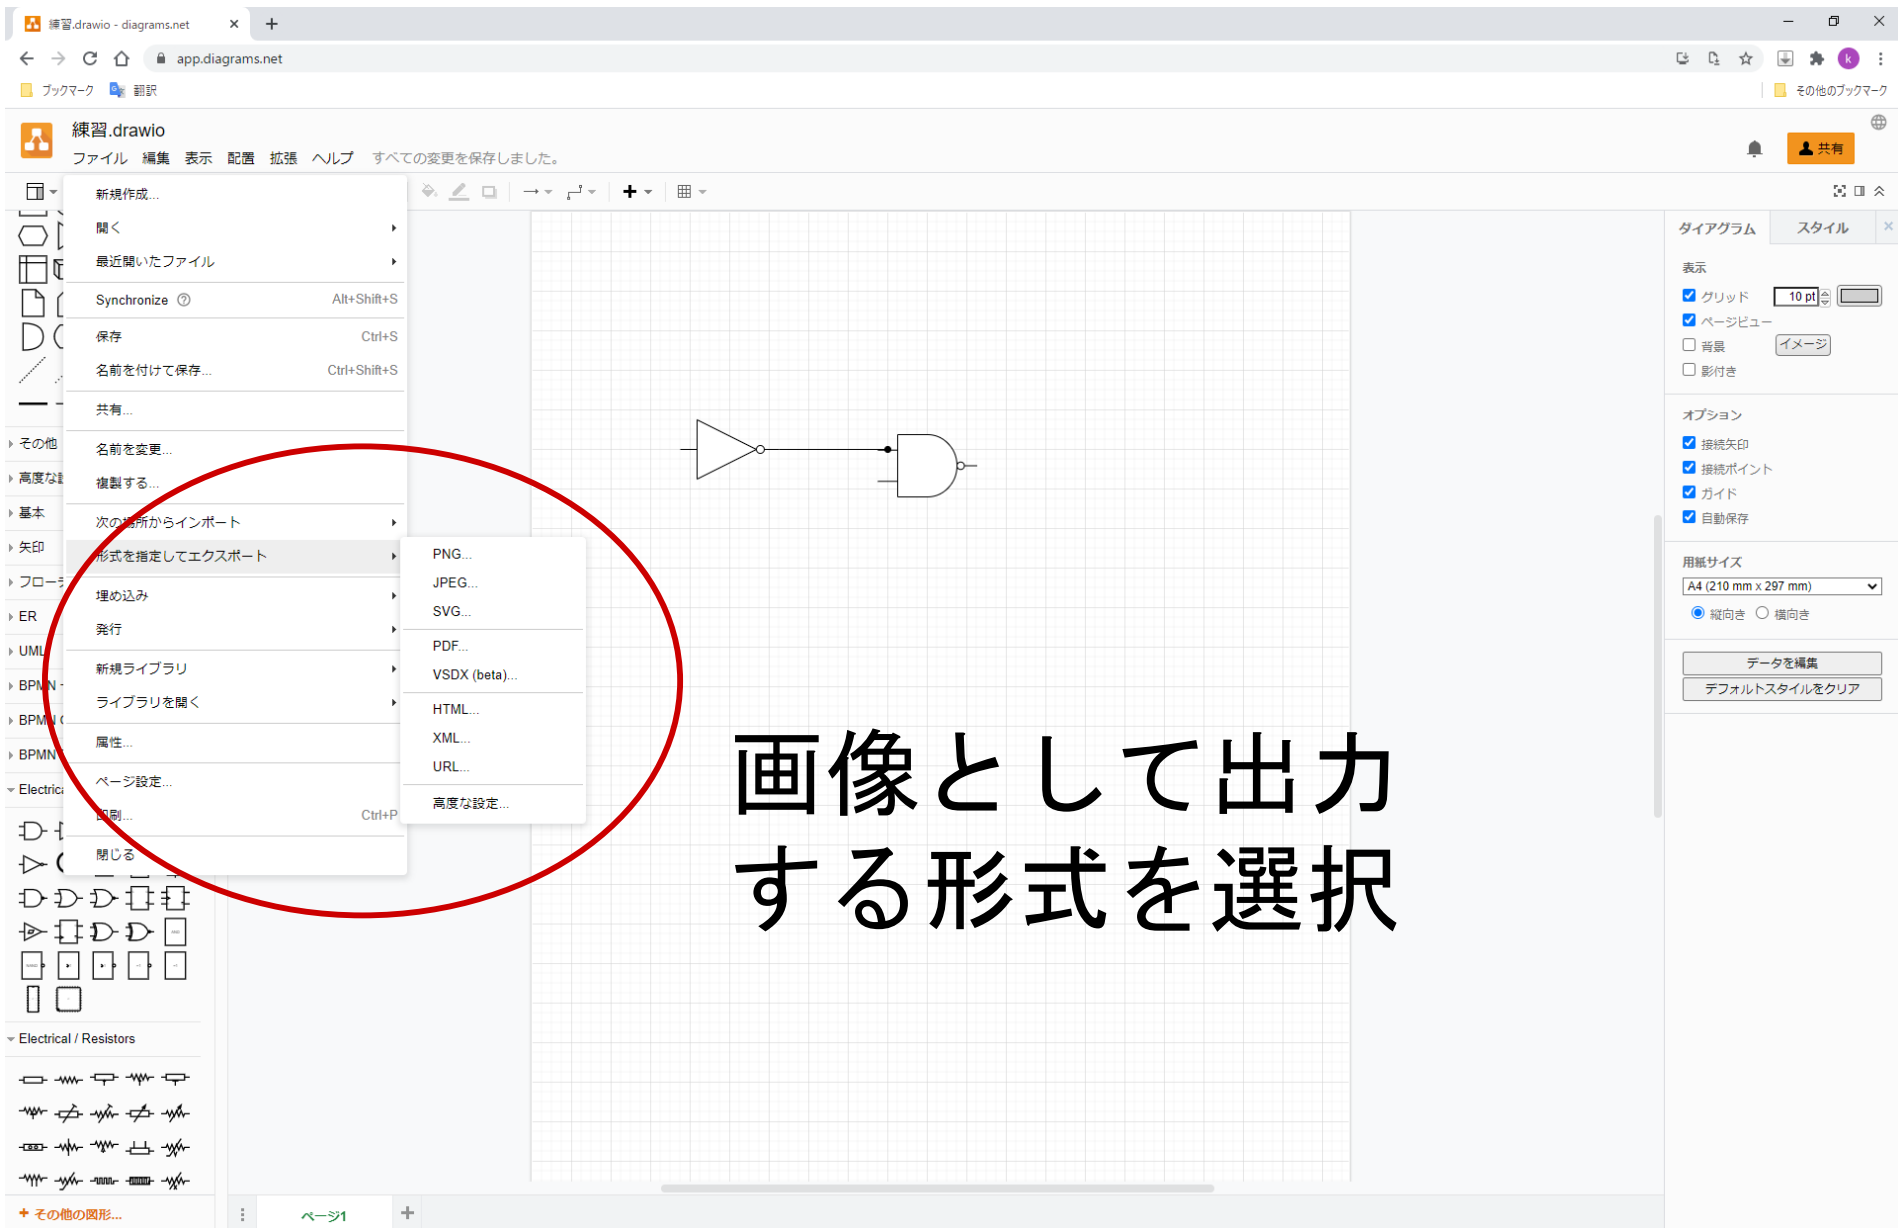 練習.drawio - diagrams.net
app.diagrams.net
k
ブックマーク 翻訳
その他のブックマーク
練習.drawio
ファイル 編集 表示 配置 拡張 ヘルプ すべての変更を保存しました。
共有
新規作成...
開く
最近開いたファイル
Synchronize Alt+Shift+S
保存 Ctrl+S
名前を付けて保存... Ctrl+Shift+S
共有...
名前を変更...
複製する...
次の場所からインポート
形式を指定してエクスポート
埋め込み
発行
新規ライブラリ
ライブラリを開く
属性...
ページ設定...
印刷... Ctrl+P
閉じる
PNG...
JPEG...
SVG...
PDF...
VSDX (beta)...
HTML...
XML...
URL...
高度な設定...
その他
高度な
基本
矢印
フロー
ER
UML
BPMN
BPMN
BPMN
Electrica
Electrical / Resistors
+ その他の図形...
画像として出力
する形式を選択
ページ1
ダイアグラム スタイル
表示
グリッド 10 pt
ページビュー
背景 イメージ
影付き
オプション
接続矢印
接続ポイント
ガイド
自動保存
用紙サイズ
A4 (210 mm x 297 mm)
縦向き 横向き
データを編集
デフォルトスタイルをクリア